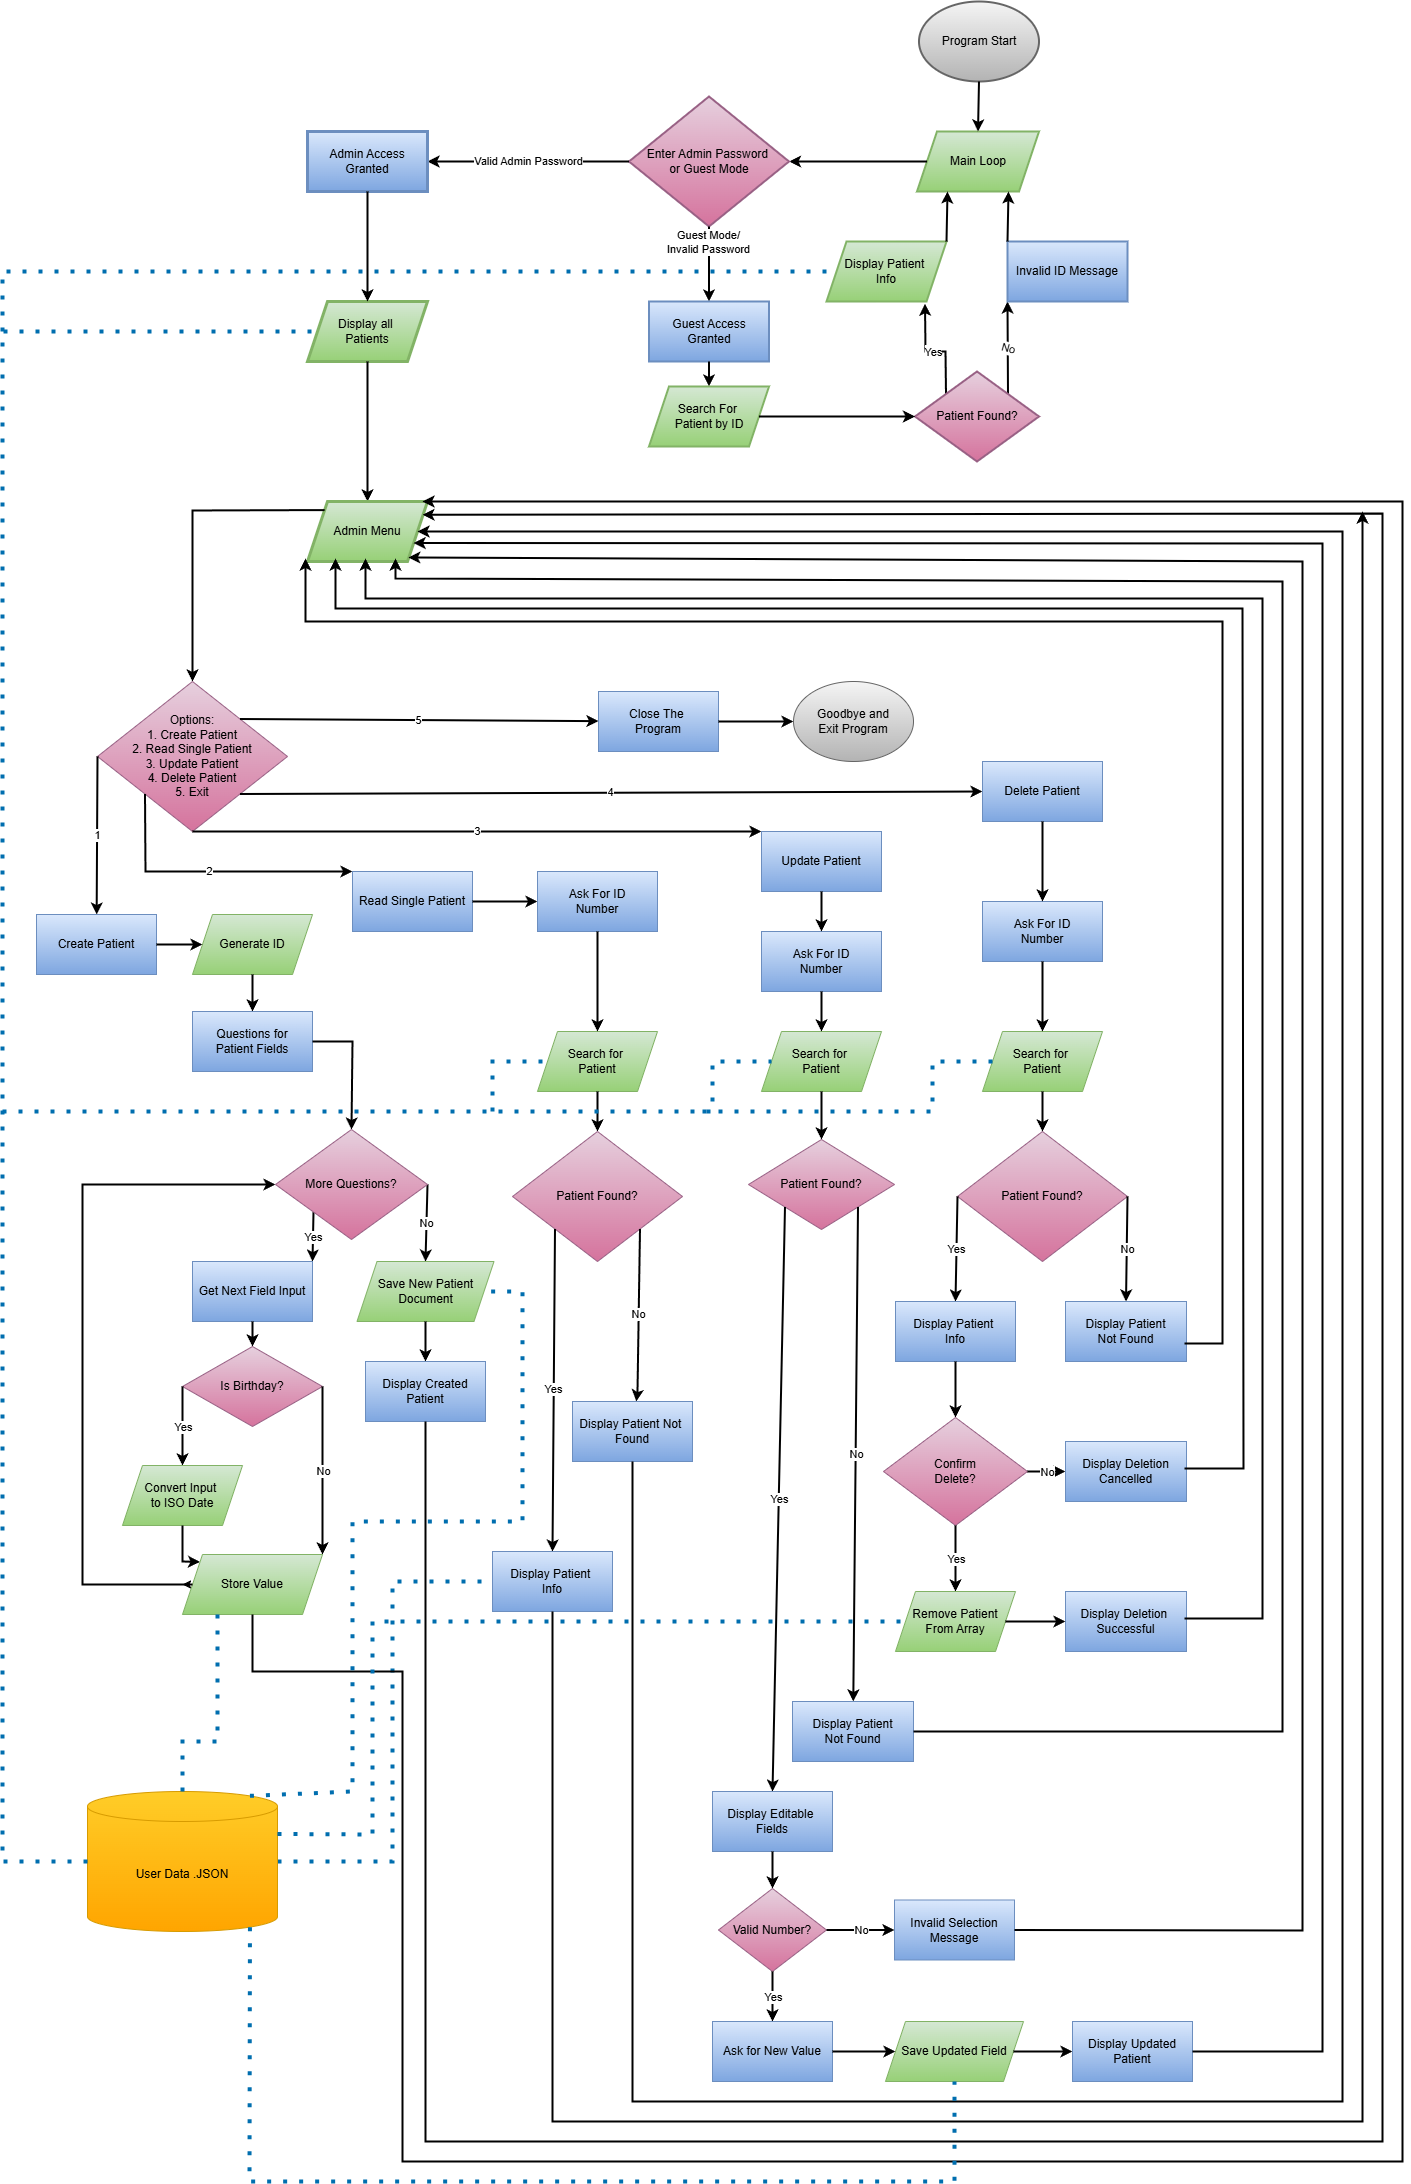 Program Start
Enter Admin Password
or Guest Mode
Main Loop
Admin Access
Granted
Valid Admin Password
Guest Mode/
Invalid Password
Display Patient
Info
Invalid ID Message
Display all
Patients
Guest Access
Granted
Yes
No
Search For
Patient by ID
Patient Found?
Admin Menu
Options:
1. Create Patient
2. Read Single Patient
3. Update Patient
4. Delete Patient
5. Exit
5
Close The
Program
Goodbye and
Exit Program
4
Delete Patient
1
3
Update Patient
2
Read Single Patient
Ask For ID
Number
Ask For ID
Number
Create Patient
Generate ID
Ask For ID
Number
Questions for
Patient Fields
Search for
Patient
Search for
Patient
Search for
Patient
More Questions?
Patient Found?
Patient Found?
Patient Found?
Yes
No
Yes
No
Get Next Field Input
Save New Patient
Document
No
Display Patient
Info
Display Patient
Not Found
Is Birthday?
Display Created
Patient
Yes
Display Patient Not
Found
Yes
No
No
Yes
Confirm
Delete?
No
Display Deletion
Cancelled
Convert Input
to ISO Date
Yes
Store Value
Display Patient
Info
Remove Patient
From Array
Display Deletion
Successful
Display Patient
Not Found
Display Editable
Fields
User Data .JSON
Valid Number?
No
Invalid Selection
Message
Yes
Ask for New Value
Save Updated Field
Display Updated
Patient